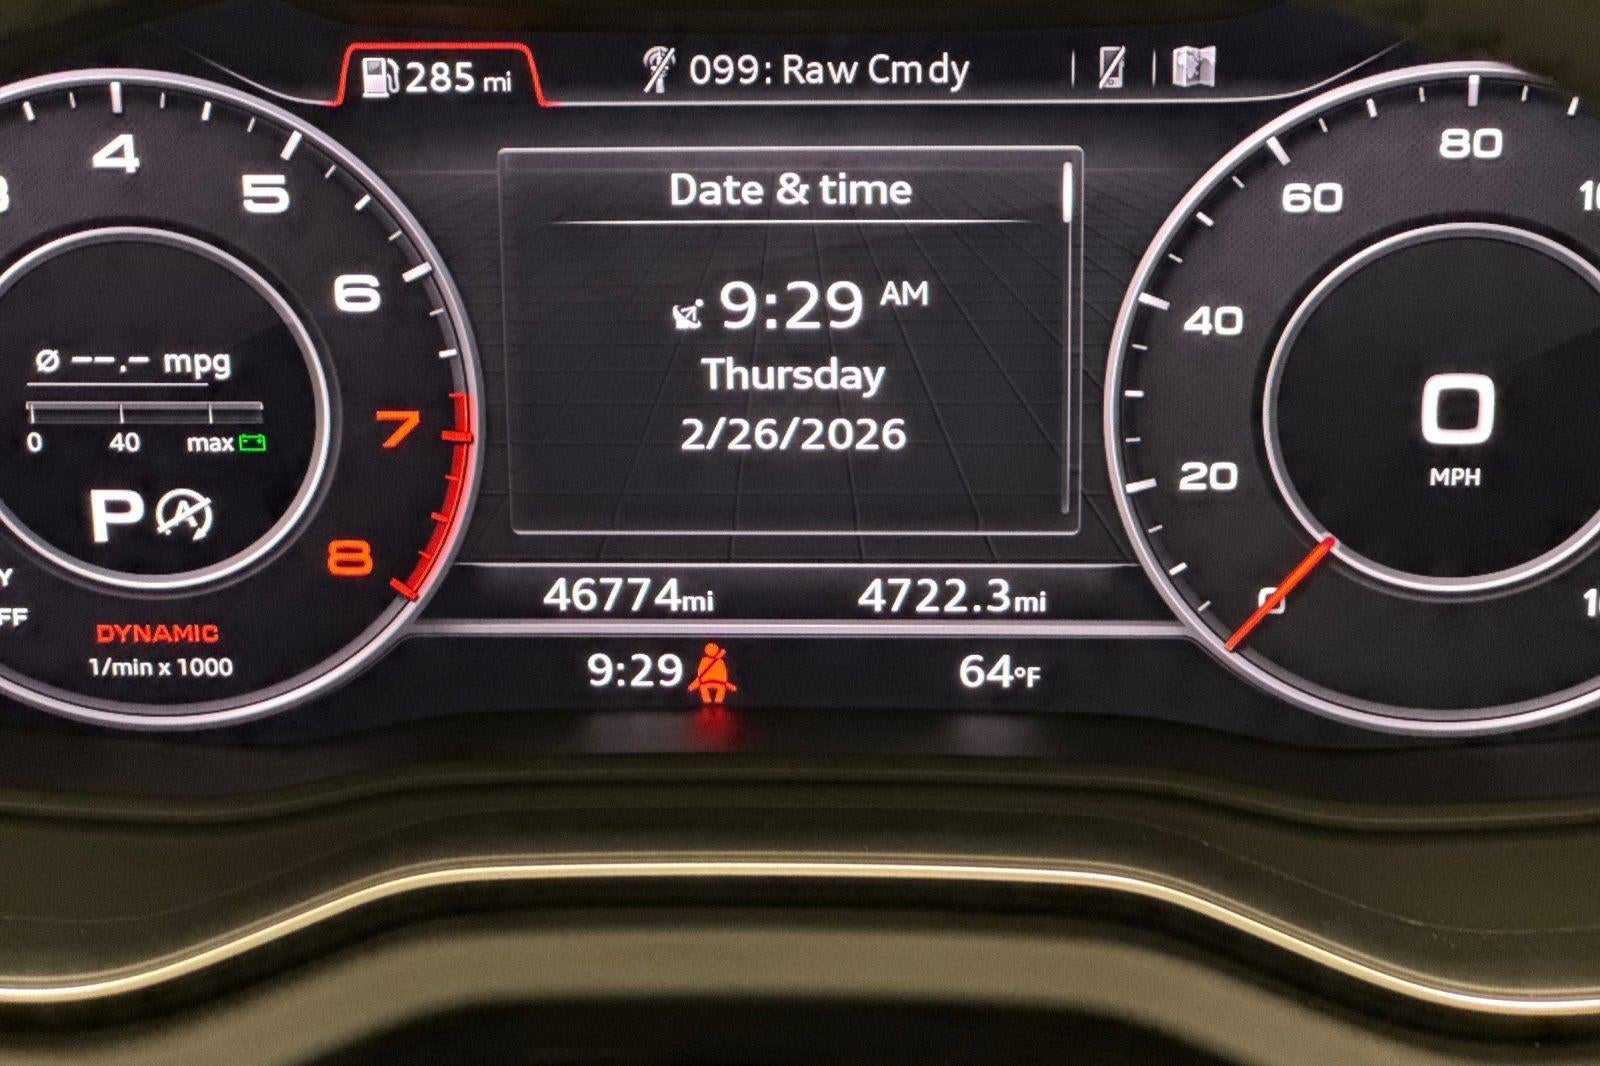 285 mi
099: Raw Cmdy
Date & time
9:29 AM
Thursday
2/26/2026
4
5
6
7
8
ø --.- mpg
0 40 max
P
A
DYNAMIC
1/min x 1000
46774mi
4722.3mi
9:29
64°F
0
20
40
60
80
0
MPH